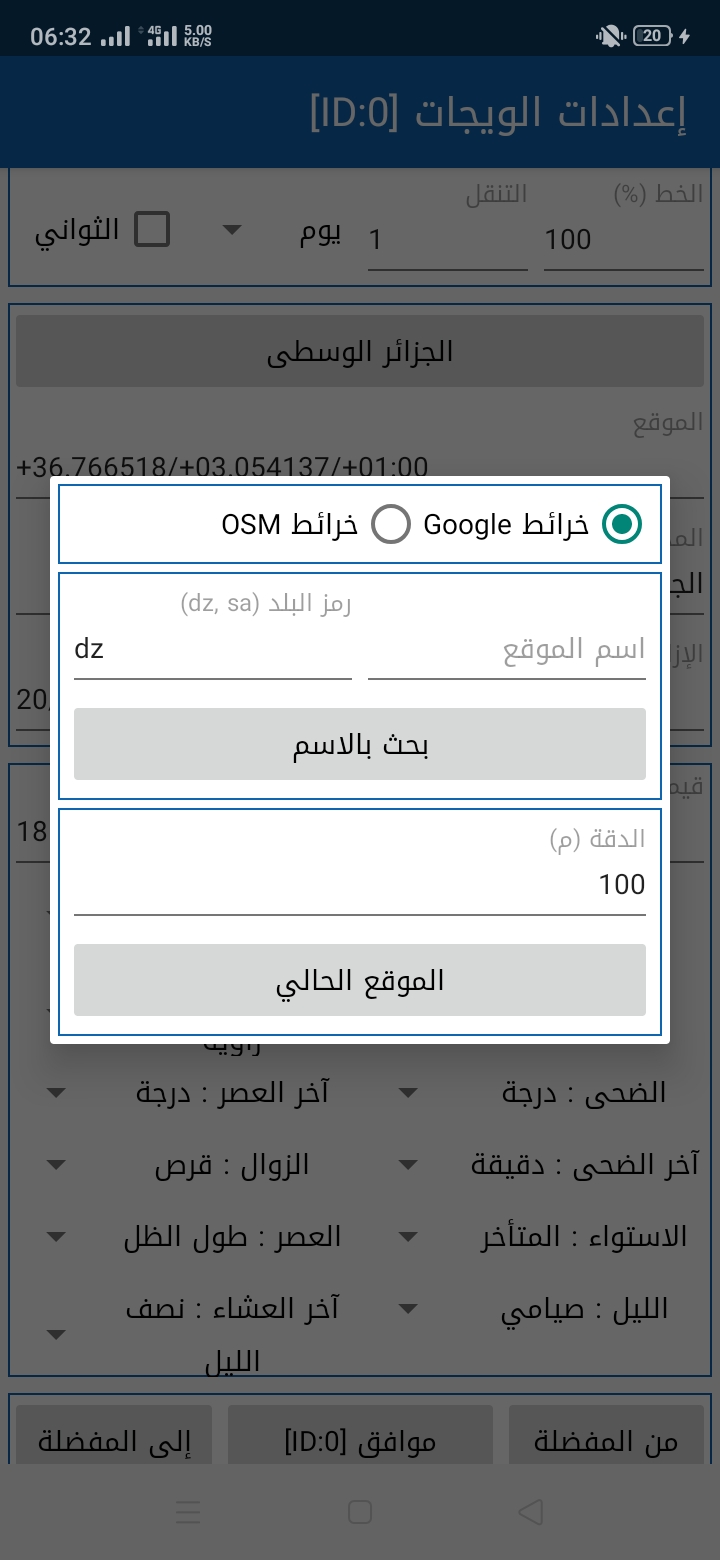 06:32 4G 5.00 KB/S 20
إعدادات الويجات [ID:0]
الخط (%) التنقل
100 1 يوم الثواني
الجزائر الوسطى
الموقع
+36.766518/+03.054137/+01:00
خرائط Google خرائط OSM
رمز البلد (dz, sa)
اسم الموقع dz
بحث بالاسم
الدقة (م)
100
الموقع الحالي
20
18
زاوية
الضحى : درجة آخر العصر : درجة
آخر الضحى : دقيقة الزوال : قرص
الاستواء : المتأخر العصر : طول الظل
الليل : صيامي آخر العشاء : نصف
الليل
من المفضلة موافق [ID:0] إلى المفضلة